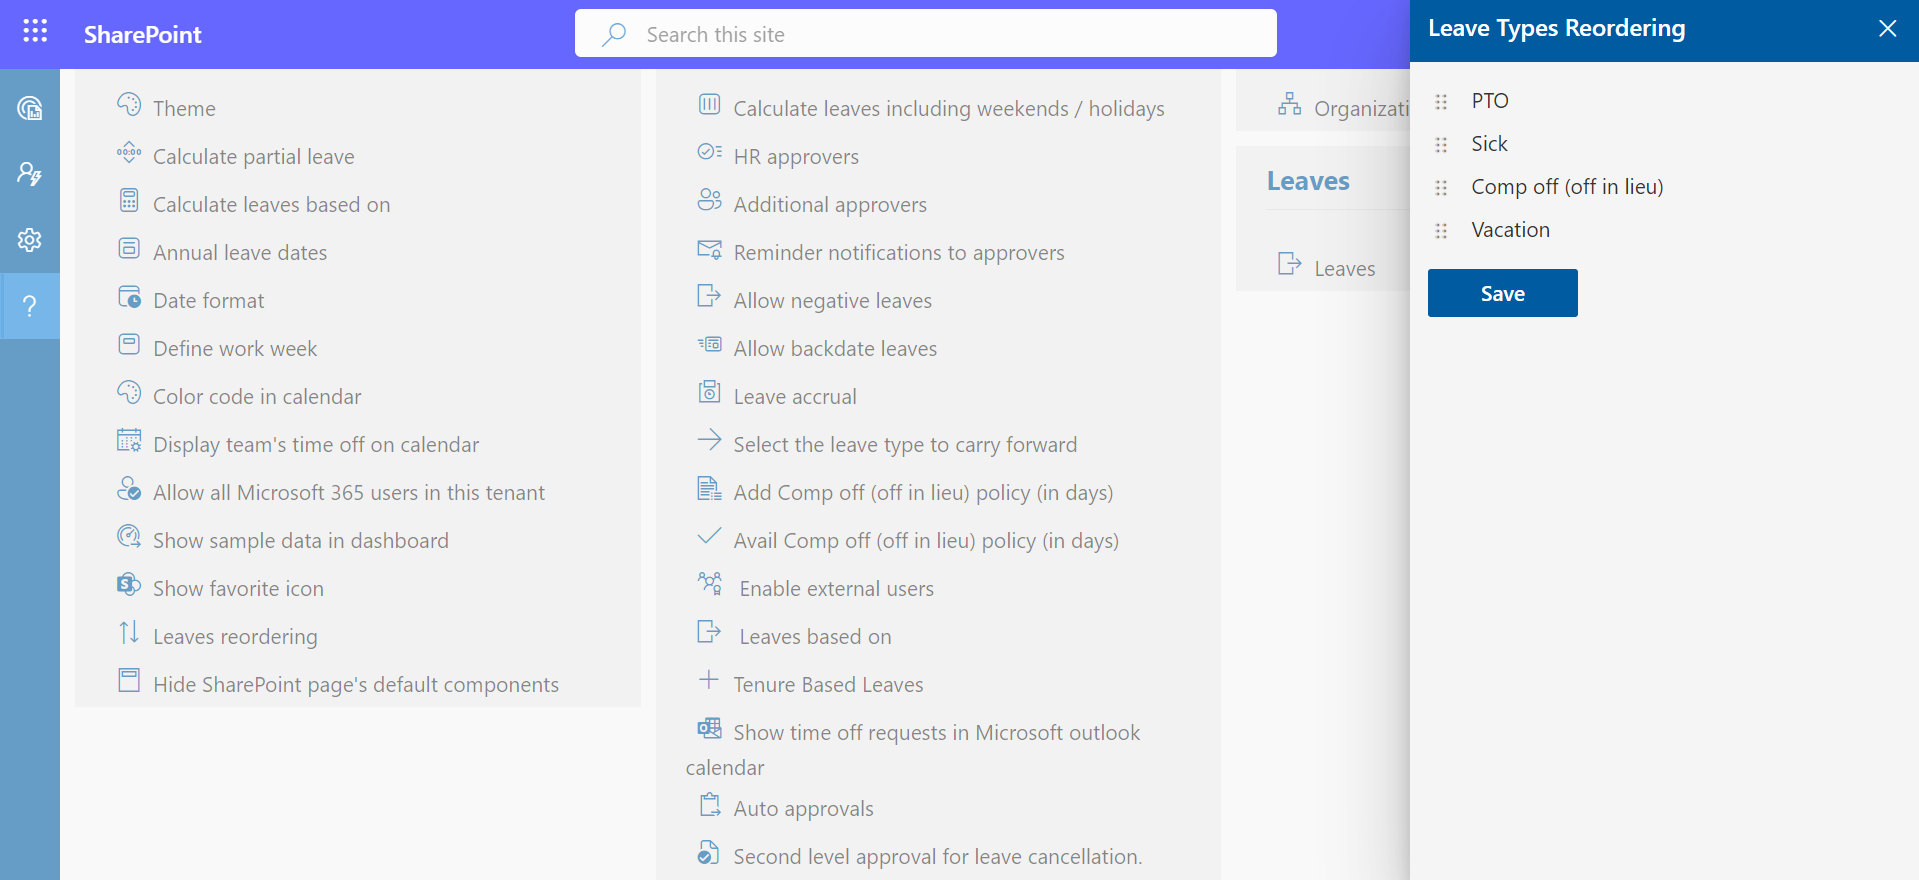 SharePoint
Search this site
Theme
Calculate partial leave
Calculate leaves based on
Annual leave dates
Date format
Define work week
Color code in calendar
Display team's time off on calendar
Allow all Microsoft 365 users in this tenant
Show sample data in dashboard
Show favorite icon
Leaves reordering
Hide SharePoint page's default components
Calculate leaves including weekends / holidays
HR approvers
Additional approvers
Reminder notifications to approvers
Allow negative leaves
Allow backdate leaves
Leave accrual
Select the leave type to carry forward
Add Comp off (off in lieu) policy (in days)
Avail Comp off (off in lieu) policy (in days)
Enable external users
Leaves based on
Tenure Based Leaves
Show time off requests in Microsoft outlook
calendar
Auto approvals
Second level approval for leave cancellation.
Organizati
Leaves
Leaves
Leave Types Reordering
PTO
Sick
Comp off (off in lieu)
Vacation
Save